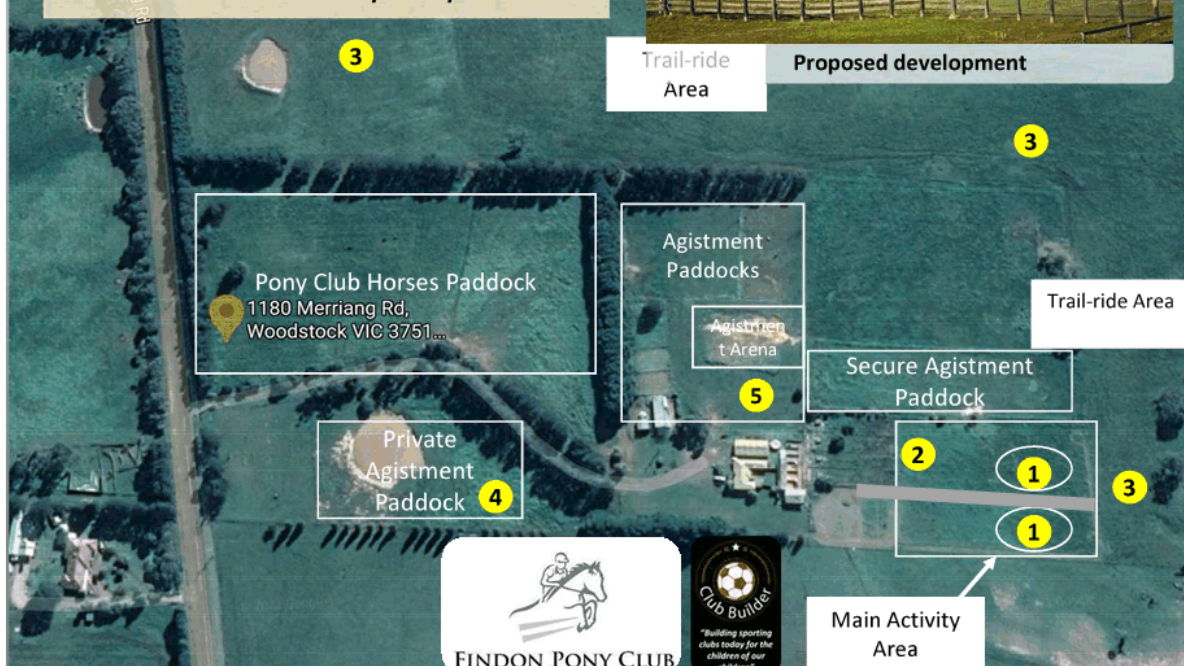 Rd
3
Trail-ride
Area
Proposed development
3
Agistment
Paddocks
Pony Club Horses Paddock
1180 Merriang Rd,
Woodstock VIC 3751...
Trail-ride Area
Agistmen
t Arena
Secure Agistment
Paddock
5
Private
Agistment
Paddock
4
2
1
3
1
Club Builder
"Building sporting
clubs today for the
children of our
Main Activity
Area
FINDON PONY CLUB